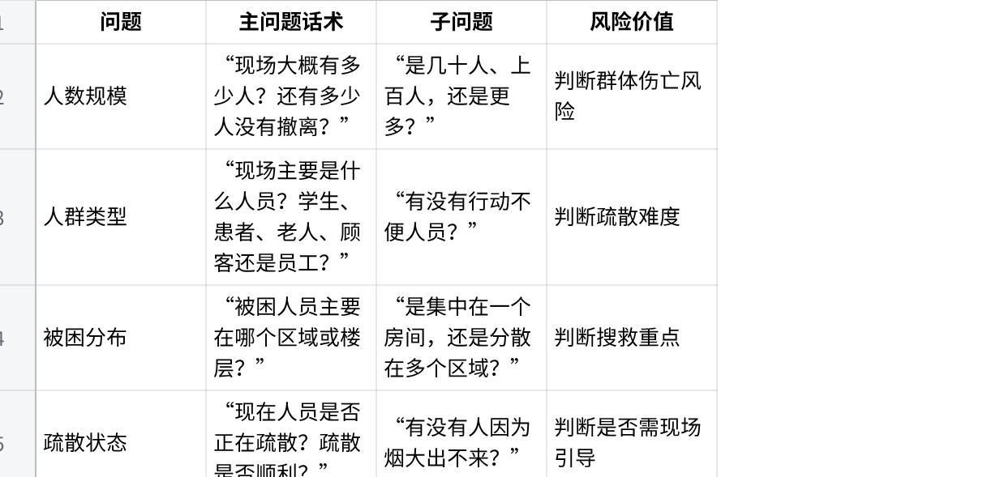 1 问题 主问题话术 子问题 风险价值
2 人数规模 “现场大概有多少人？还有多少人没有撤离？” “是几十人、上百人，还是更多？” 判断群体伤亡风险
3 人群类型 “现场主要是什么人员？学生、患者、老人、顾客还是员工？” “有没有行动不便人员？” 判断疏散难度
4 被困分布 “被困人员主要在哪个区域或楼层？” “是集中在一个房间，还是分散在多个区域？” 判断搜救重点
5 疏散状态 “现在人员是否正在疏散？疏散是否顺利？” “有没有人因为烟大出不来？” 判断是否需现场引导